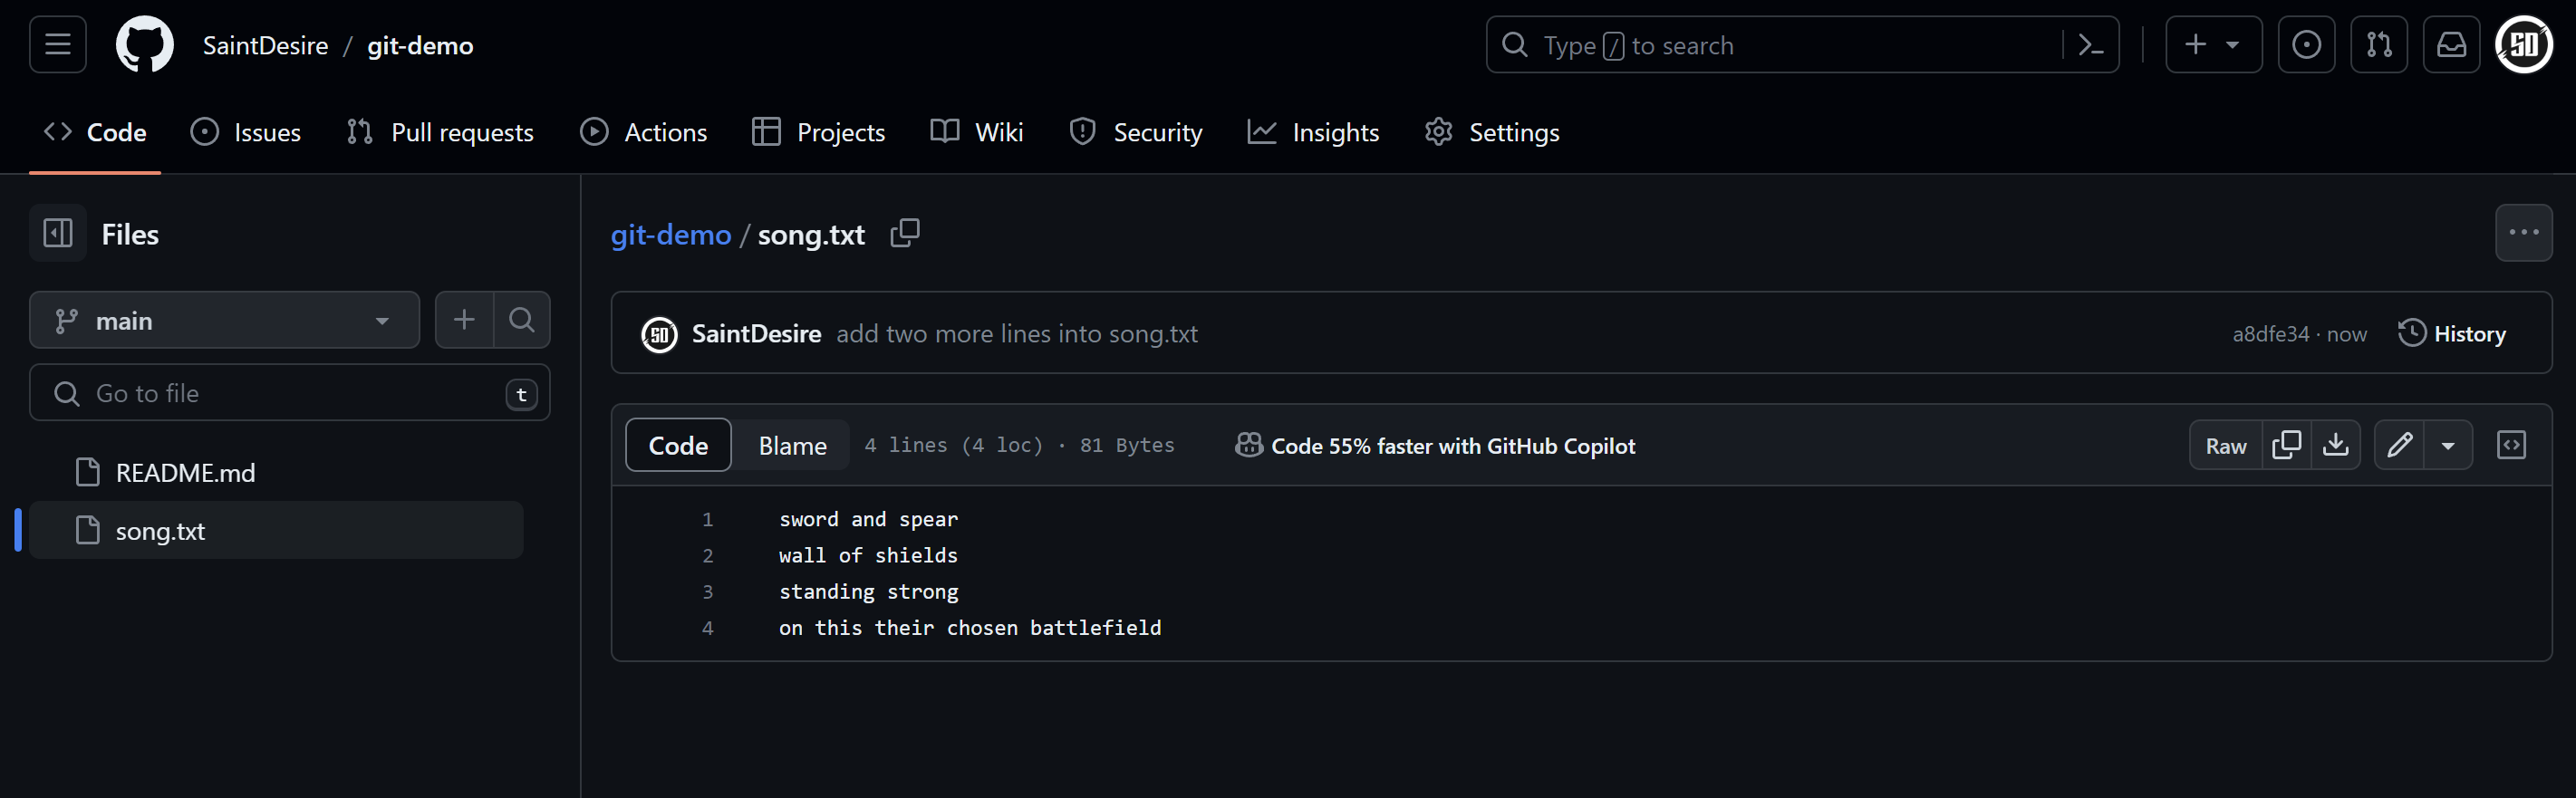 SaintDesire / git-demo
Type / to search
SD
Code Issues Pull requests Actions Projects Wiki Security Insights Settings
Files
main
Go to file t
README.md
song.txt
git-demo / song.txt
SD SaintDesire add two more lines into song.txt a8dfe34 · now History
Code Blame 4 lines (4 loc) · 81 Bytes Code 55% faster with GitHub Copilot Raw
1 sword and spear
2 wall of shields
3 standing strong
4 on this their chosen battlefield